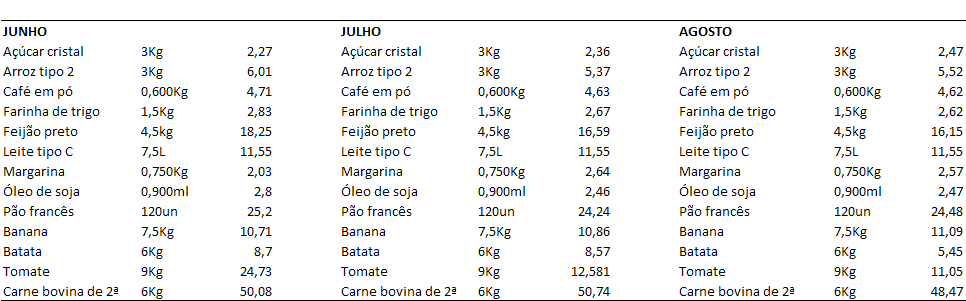 JUNHO JULHO AGOSTO
Açúcar cristal 3Kg 2,27 Açúcar cristal 3Kg 2,36 Açúcar cristal 3Kg 2,47
Arroz tipo 2 3Kg 6,01 Arroz tipo 2 3Kg 5,37 Arroz tipo 2 3Kg 5,52
Café em pó 0,600Kg 4,71 Café em pó 0,600Kg 4,63 Café em pó 0,600Kg 4,62
Farinha de trigo 1,5Kg 2,83 Farinha de trigo 1,5Kg 2,67 Farinha de trigo 1,5Kg 2,62
Feijão preto 4,5kg 18,25 Feijão preto 4,5kg 16,59 Feijão preto 4,5kg 16,15
Leite tipo C 7,5L 11,55 Leite tipo C 7,5L 11,55 Leite tipo C 7,5L 11,55
Margarina 0,750Kg 2,03 Margarina 0,750Kg 2,64 Margarina 0,750Kg 2,57
Óleo de soja 0,900ml 2,8 Óleo de soja 0,900ml 2,46 Óleo de soja 0,900ml 2,47
Pão francês 120un 25,2 Pão francês 120un 24,24 Pão francês 120un 24,48
Banana 7,5Kg 10,71 Banana 7,5Kg 10,86 Banana 7,5Kg 11,09
Batata 6Kg 8,7 Batata 6Kg 8,57 Batata 6Kg 5,45
Tomate 9Kg 24,73 Tomate 9Kg 12,581 Tomate 9Kg 11,05
Carne bovina de 2ª 6Kg 50,08 Carne bovina de 2ª 6Kg 50,74 Carne bovina de 2ª 6Kg 48,47